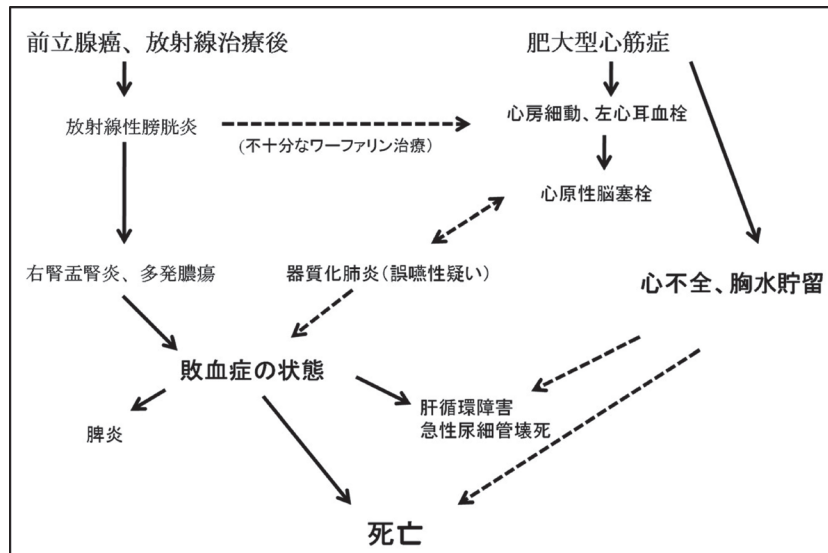 前立腺癌、放射線治療後
肥大型心筋症
放射線性膀胱炎
(不十分なワーファリン治療)
心房細動、左心耳血栓
心原性脳塞栓
右腎盂腎炎、多発膿瘍
器質化肺炎(誤嚥性疑い)
心不全、胸水貯留
敗血症の状態
肝循環障害
急性尿細管壊死
脾炎
死亡